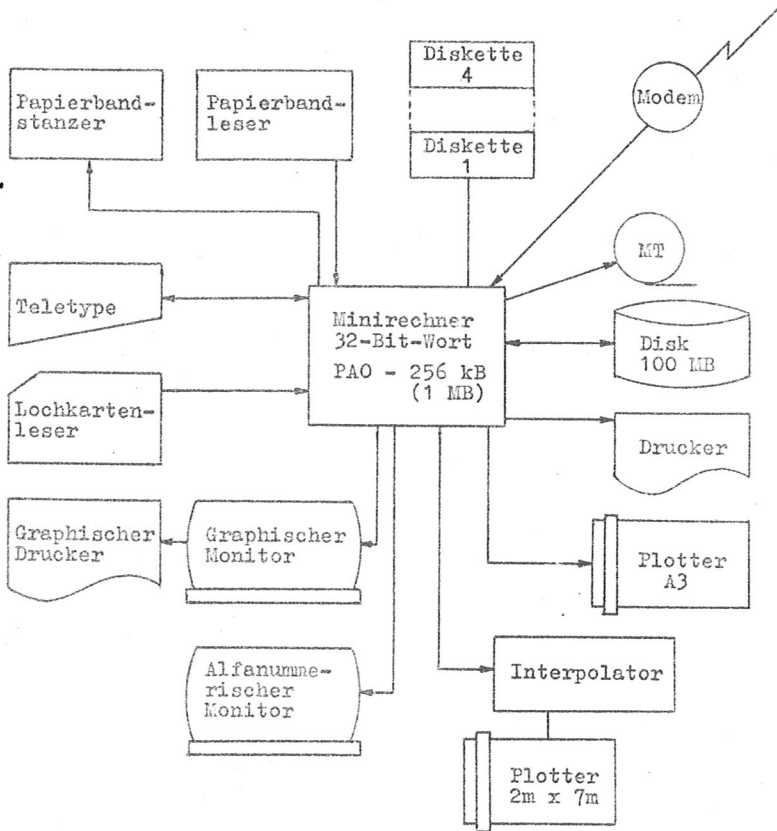 Diskette
4
Diskette
1
Modem
Papierband-
stanzer
Papierband-
leser
MT
Teletype
Minirechner
32-Bit-Wort
PAO - 256 kB
(1 MB)
Disk
100 MB
Lochkarten-
leser
Drucker
Graphischer
Drucker
Graphischer
Monitor
Plotter
A3
Alfanumme-
rischer
Monitor
Interpolator
Plotter
2m x 7m